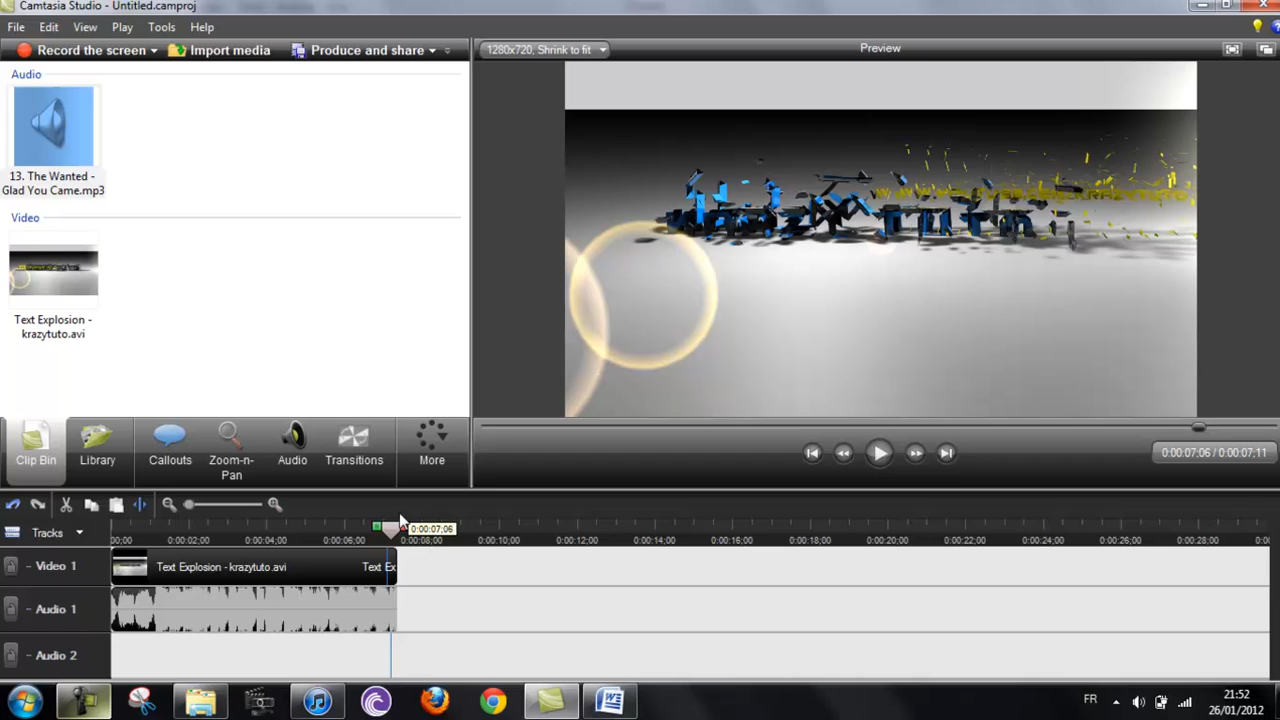 Camtasia Studio - Untitled.camproj
File Edit View Play Tools Help
Record the screen Import media Produce and share
1280x720, Shrink to fit
Preview
Audio
13. The Wanted -
Glad You Came.mp3
Video
Text Explosion -
krazytuto.avi
Clip Bin
Library
Callouts
Zoom-n-
Pan
Audio
Transitions
More
0:00:07;06 / 0:00:07;11
0:00:07;06
Tracks
00;00 0:00:02;00 0:00:04;00 0:00:06;00 0:00:08;00 0:00:10;00 0:00:12;00 0:00:14;00 0:00:16;00 0:00:18;00 0:00:20;00 0:00:22;00 0:00:24;00 0:00:26;00 0:00:28;00 0:00
Video 1
Text Explosion - krazytuto.avi
Text Ex
Audio 1
Audio 2
FR
21:52
26/01/2012